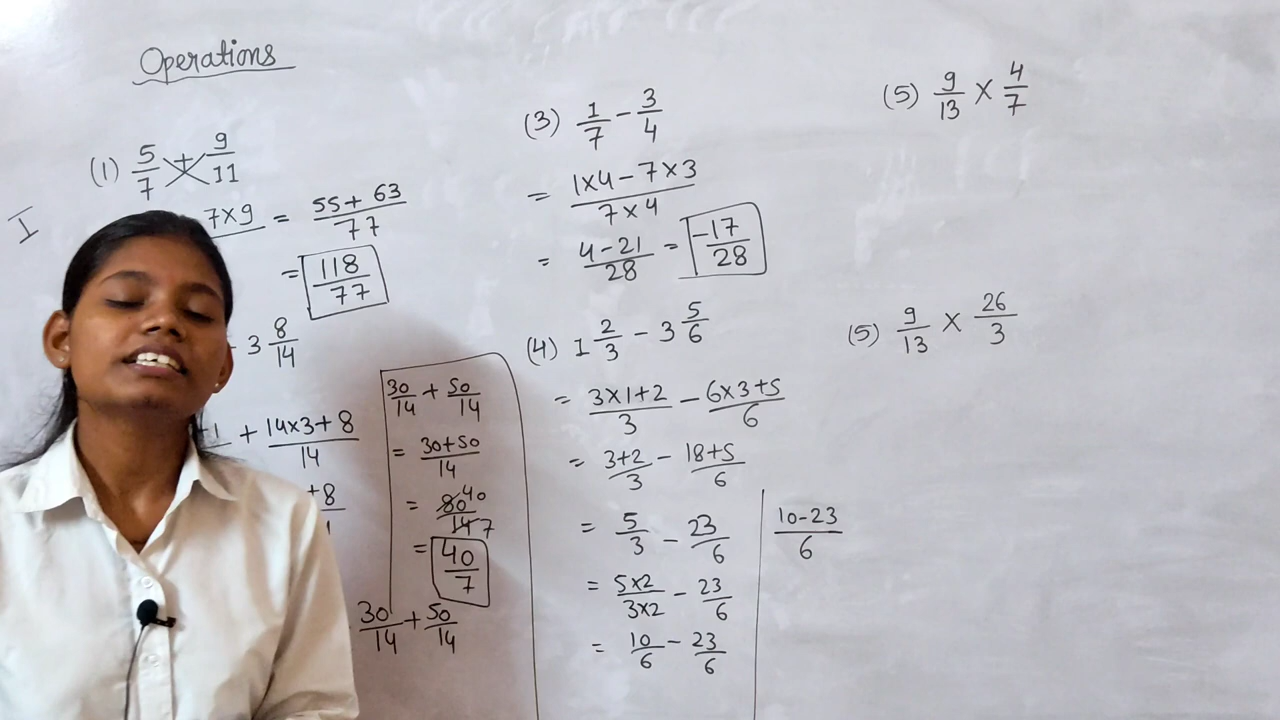 Operations
(1) 5/7 + 9/11
I
7×9 = 55+63/77
= 118/77
- 3 8/14
+1 + 14×3+8/14
+8
30/14 + 50/14
= 30+50/14
= 80 40/14 7
= 40/7
30/14 + 50/14
(3) 1/7 - 3/4
= 1×4-7×3/7×4
= 4-21/28 = -17/28
(4) 1 2/3 - 3 5/6
= 3×1+2/3 - 6×3+5/6
= 3+2/3 - 18+5/6
= 5/3 - 23/6
= 5×2/3×2 - 23/6
= 10/6 - 23/6
10-23/6
(5) 9/13 × 4/7
(5) 9/13 × 26/3